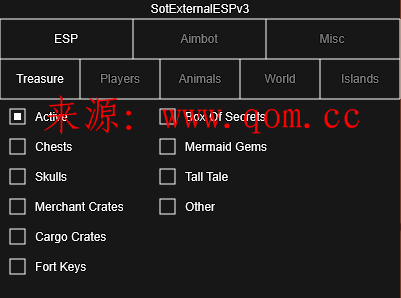 SotExternalESPv3
ESP Aimbot Misc
Treasure Players Animals World Islands
Active Box Of Secrets
来源：www.qom.cc
Chests Mermaid Gems
Skulls Tall Tale
Merchant Crates Other
Cargo Crates
Fort Keys